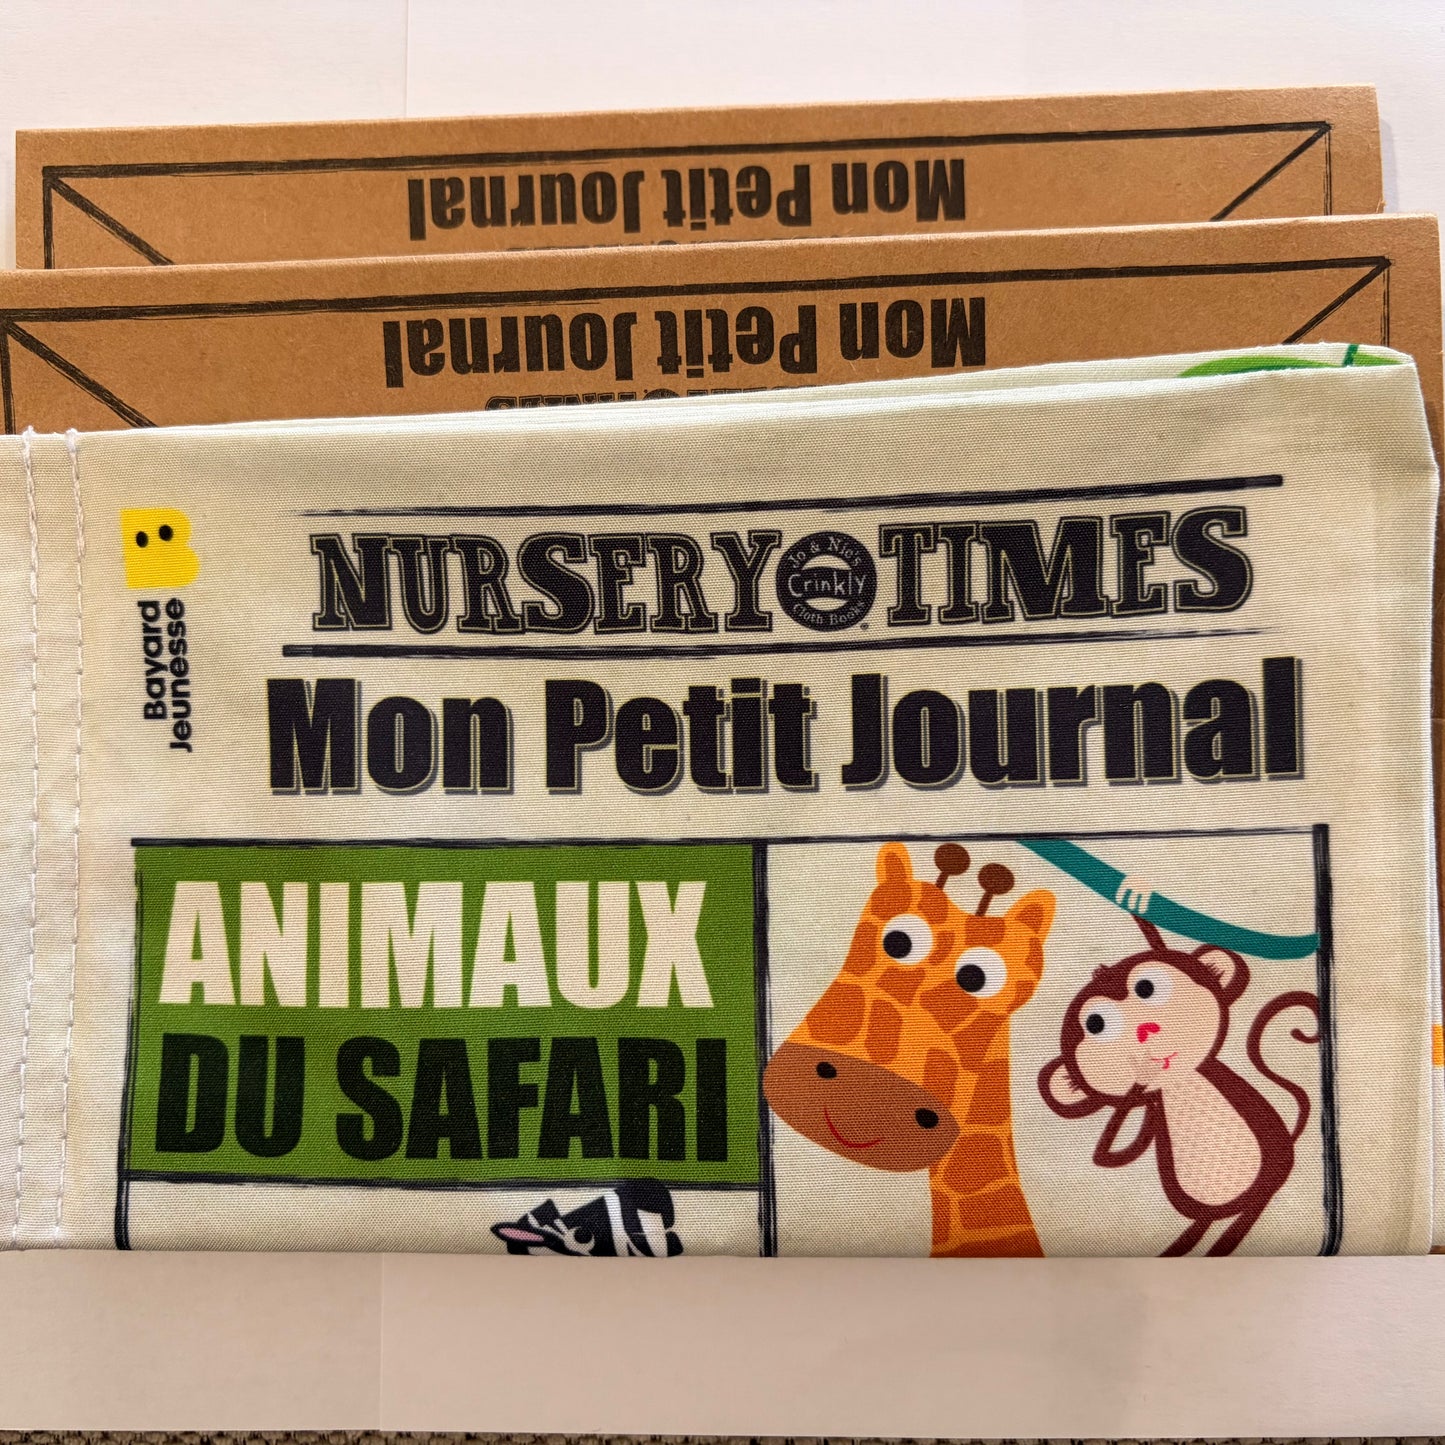 Mon Petit Journal
Mon Petit Journal
Bayard
Jeunesse
NURSERY TIMES
Jo & Nic's
Crinkly
Cloth Books
Mon Petit Journal
ANIMAUX
DU SAFARI